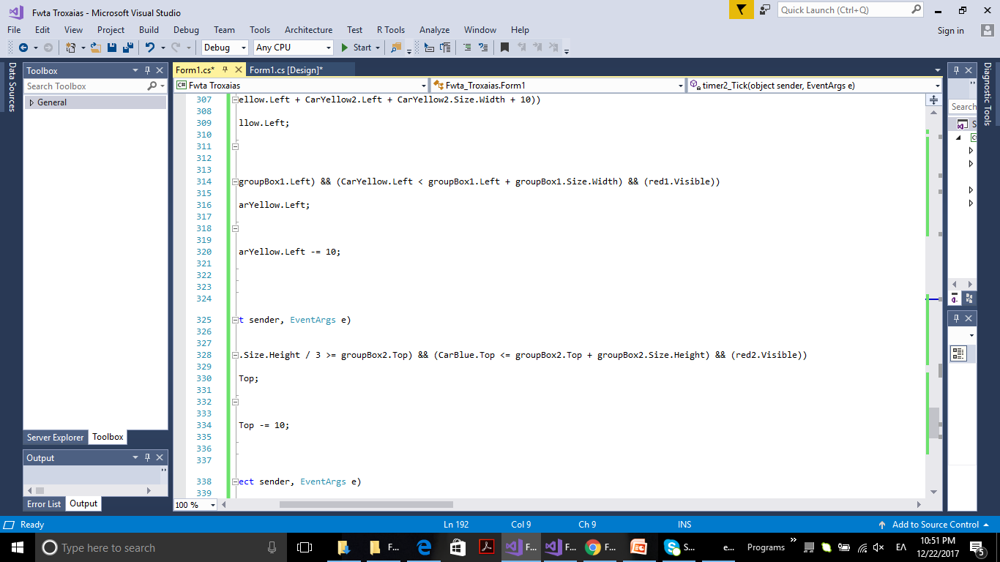 Fwta Troxaias - Microsoft Visual Studio
Quick Launch (Ctrl+Q)
File Edit View Project Build Debug Team Tools Architecture Test R Tools Analyze Window Help
Sign in
Debug Any CPU Start
Data Sources
Toolbox
Search Toolbox
General
Form1.cs* Form1.cs [Design]*
C# Fwta Troxaias Fwta_Troxaias.Form1 timer2_Tick(object sender, EventArgs e)
307 ellow.Left + CarYellow2.Left + CarYellow2.Size.Width + 10))
308
309 llow.Left;
310
311
312
313
314 groupBox1.Left) && (CarYellow.Left < groupBox1.Left + groupBox1.Size.Width) && (red1.Visible))
315
316 arYellow.Left;
317
318
319
320 arYellow.Left -= 10;
321
322
323
324
325 t sender, EventArgs e)
326
327
328 .Size.Height / 3 >= groupBox2.Top) && (CarBlue.Top <= groupBox2.Top + groupBox2.Size.Height) && (red2.Visible))
329
330 Top;
331
332
333
334 Top -= 10;
335
336
337
338 ect sender, EventArgs e)
339
100 %
Search
S
Diagnostic Tools
Server Explorer Toolbox
Output
Error List Output
Ready Ln 192 Col 9 Ch 9 INS Add to Source Control
Type here to search
F... F... F... F... S... e... Programs
ΕΛ
10:51 PM
12/22/2017
5